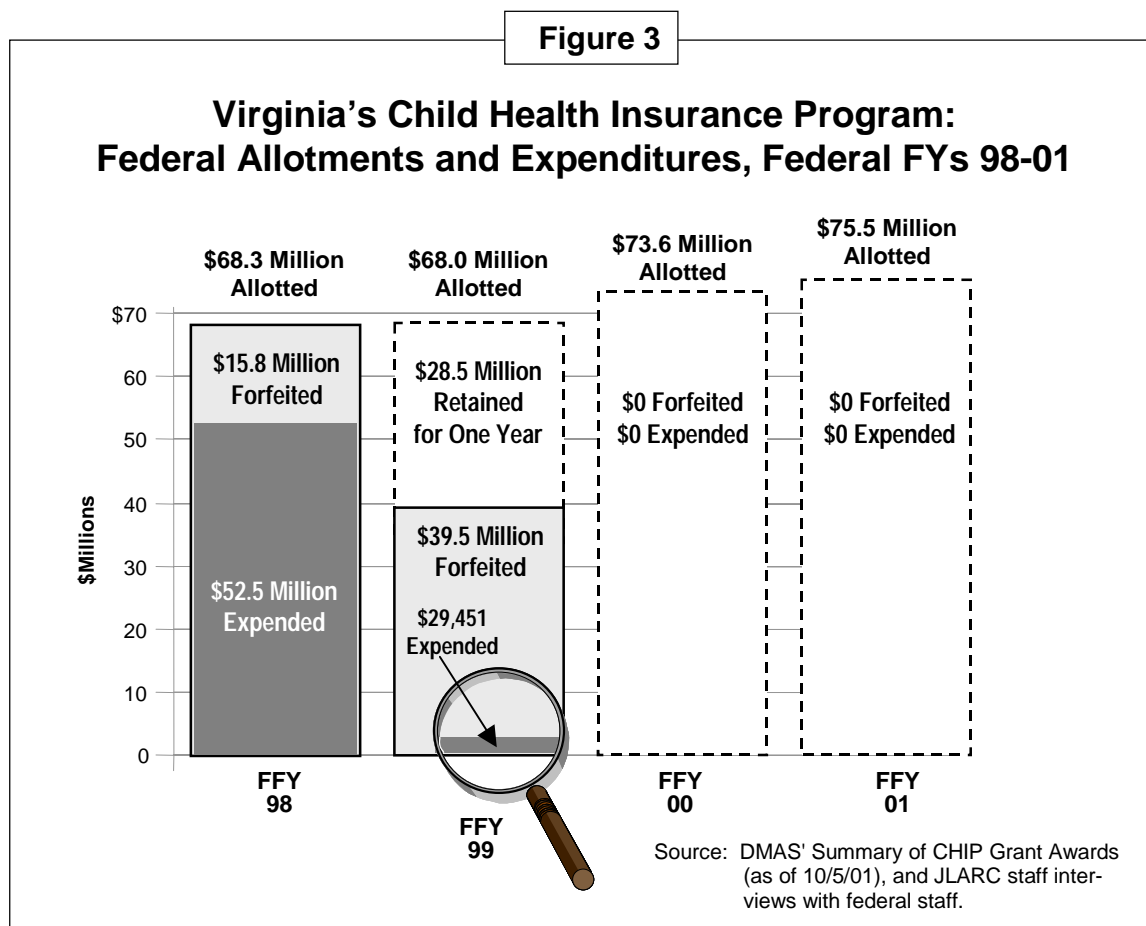 Figure 3
Virginia's Child Health Insurance Program:
Federal Allotments and Expenditures, Federal FYs 98-01
$68.3 Million
Allotted
$68.0 Million
Allotted
$73.6 Million
Allotted
$75.5 Million
Allotted
$Millions
$70
60
50
40
30
20
10
0
$15.8 Million
Forfeited
$52.5 Million
Expended
$28.5 Million
Retained
for One Year
$39.5 Million
Forfeited
$29,451
Expended
$0 Forfeited
$0 Expended
$0 Forfeited
$0 Expended
FFY
98
FFY
99
FFY
00
FFY
01
Source: DMAS' Summary of CHIP Grant Awards
(as of 10/5/01), and JLARC staff inter-
views with federal staff.